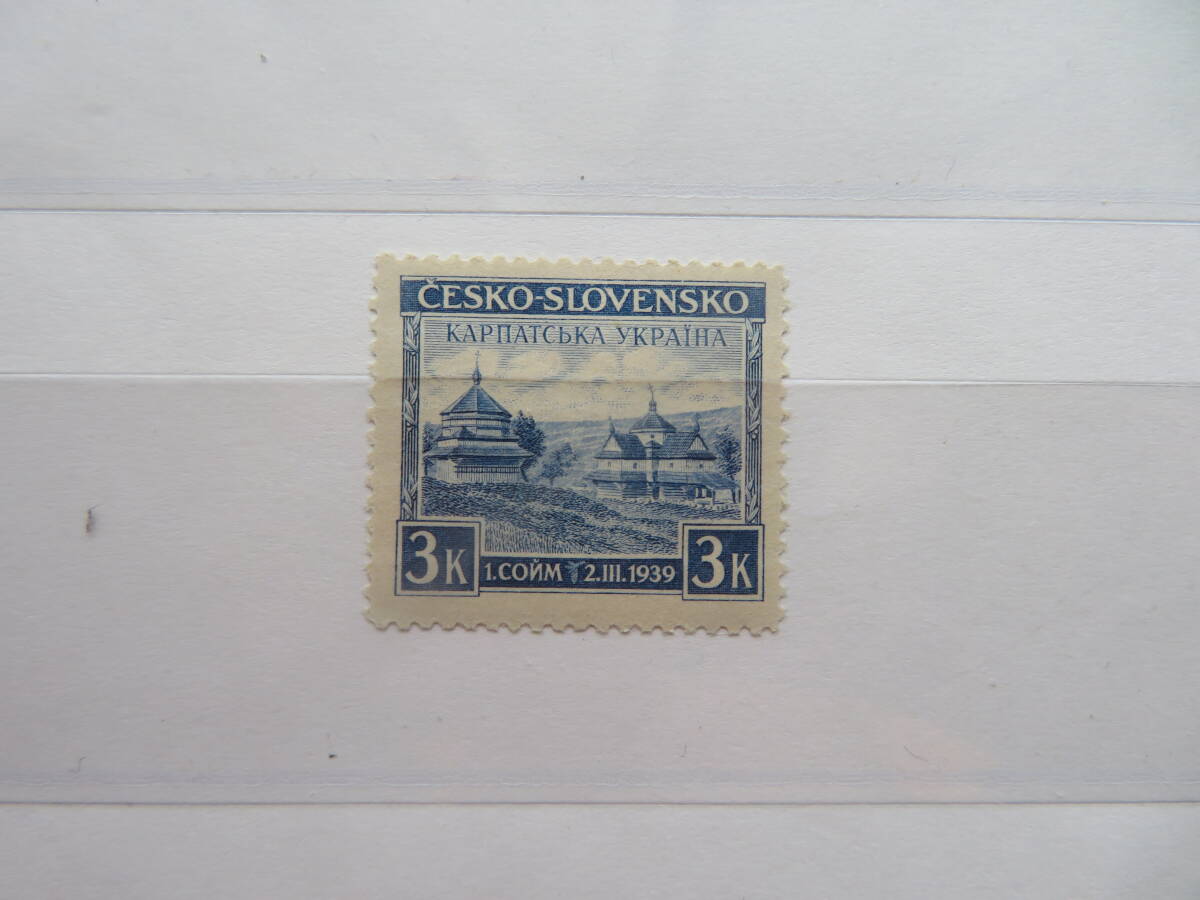 ČESKO-SLOVENSKO
КАРПАТСЬКА УКРАЇНА
3K 1.СОЙМ 2.III.1939 3K